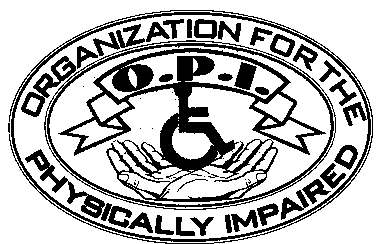 ORGANIZATION FOR THE
O.P.I.
PHYSICALLY IMPAIRED